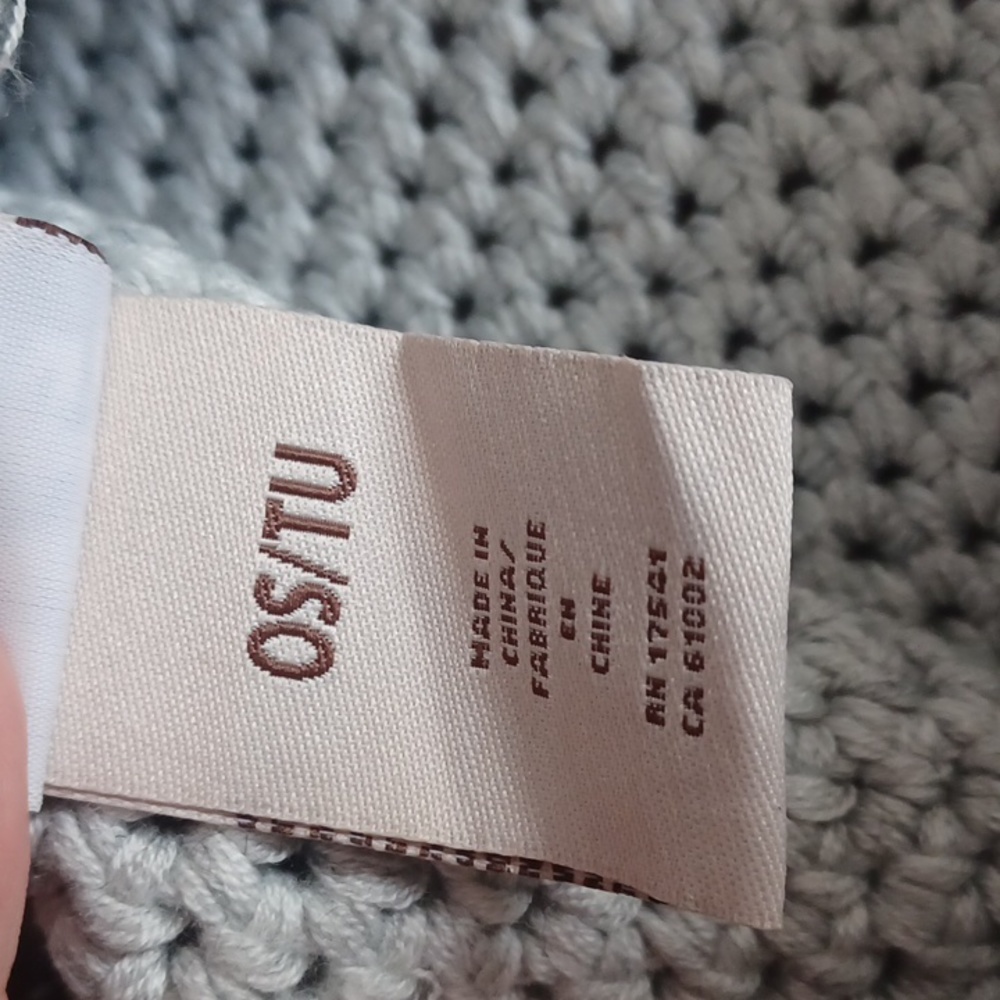 OS/TU
MADE IN
CHINA/
FABRIQUE
EN
CHINE
RN 17541
CA 61002